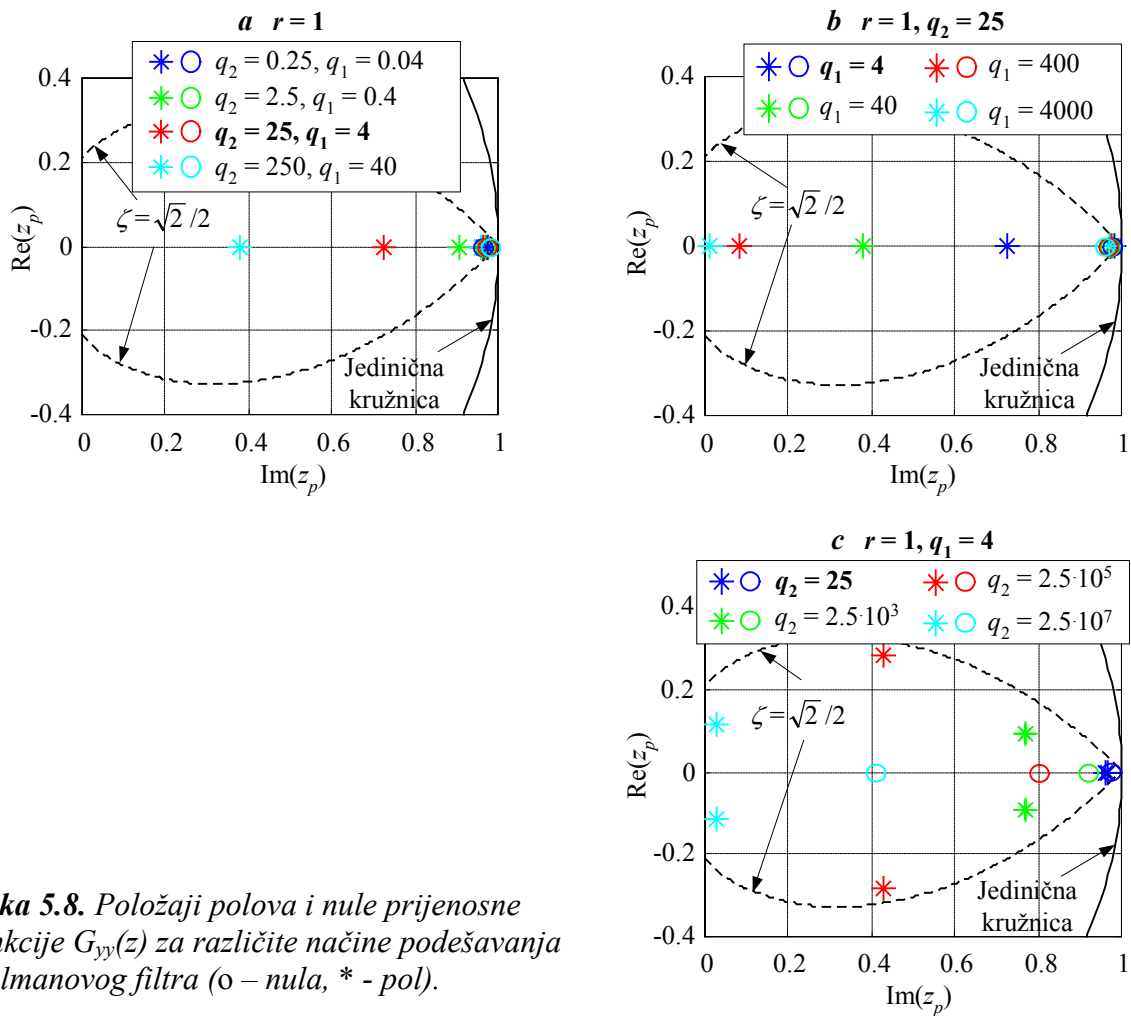 a r = 1
q₂ = 0.25, q₁ = 0.04
q₂ = 2.5, q₁ = 0.4
q₂ = 25, q₁ = 4
q₂ = 250, q₁ = 40
0.4
0.2
0
-0.2
-0.4
Re(zₚ)
ζ = √2 /2
Jedinična
kružnica
0 0.2 0.4 0.6 0.8 1
Im(zₚ)
b r = 1, q₂ = 25
q₁ = 4 q₁ = 400
q₁ = 40 q₁ = 4000
0.4
0.2
0
-0.2
-0.4
Re(zₚ)
ζ = √2 /2
Jedinična
kružnica
0 0.2 0.4 0.6 0.8 1
Im(zₚ)
c r = 1, q₁ = 4
q₂ = 25 q₂ = 2.5·10⁵
q₂ = 2.5·10³ q₂ = 2.5·10⁷
0.4
0.2
0
-0.2
-0.4
Re(zₚ)
ζ = √2 /2
Jedinična
kružnica
0 0.2 0.4 0.6 0.8 1
Im(zₚ)
ka 5.8. Položaji polova i nule prijenosne
kcije Gyy(z) za različite načine podešavanja
lmanovog filtra (o – nula, * - pol).